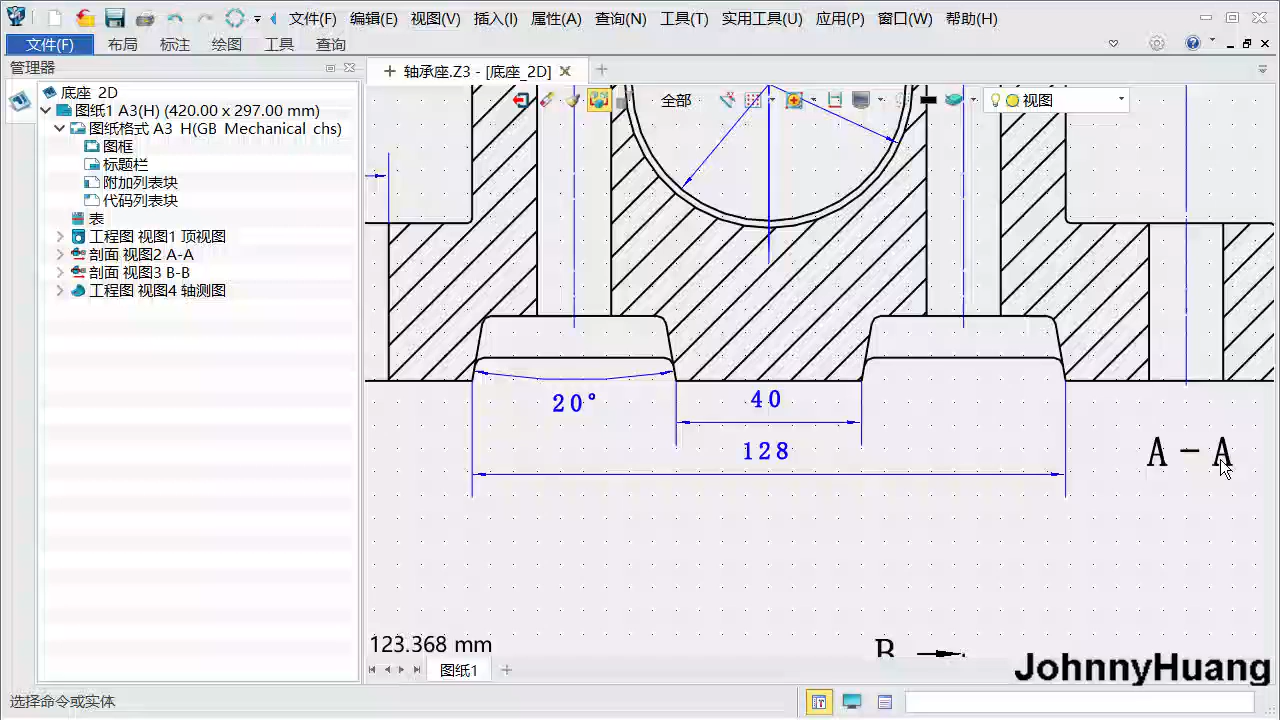 文件(F) 编辑(E) 视图(V) 插入(I) 属性(A) 查询(N) 工具(T) 实用工具(U) 应用(P) 窗口(W) 帮助(H)
文件(F) 布局 标注 绘图 工具 查询
管理器
轴承座.Z3 - [底座_2D]
底座_2D
图纸1 A3(H) (420.00 x 297.00 mm)
图纸格式 A3_H(GB_Mechanical_chs)
图框
标题栏
附加列表块
代码列表块
表
工程图 视图1 顶视图
剖面 视图2 A-A
剖面 视图3 B-B
工程图 视图4 轴测图
全部
视图
20°
40
128
A-A
B
123.368 mm
图纸1
JohnnyHuang
选择命令或实体